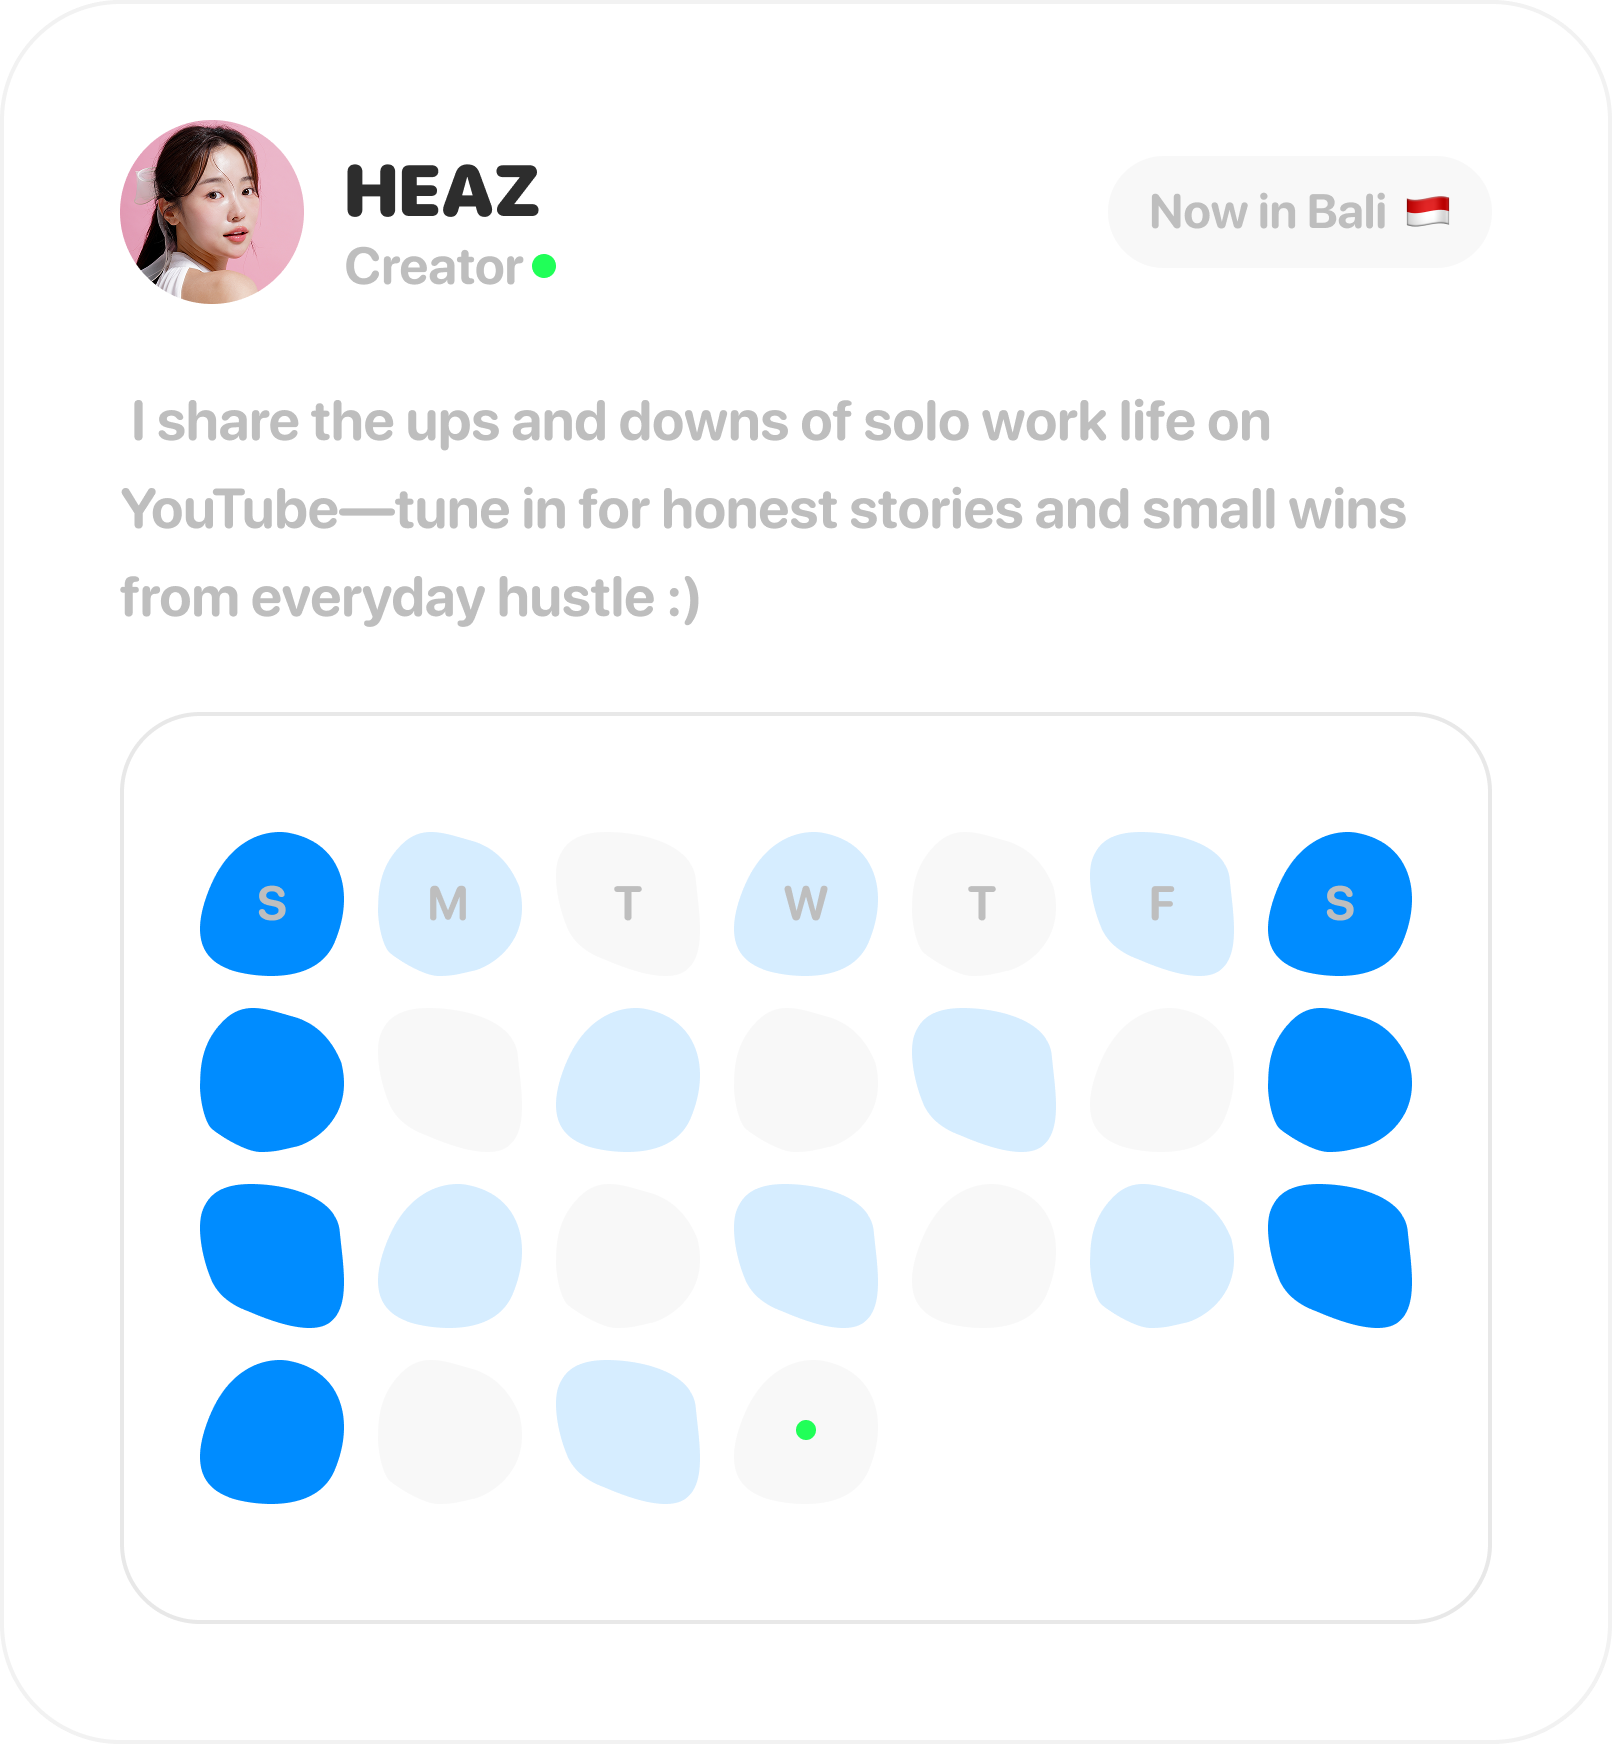 HEAZ
Creator
Now in Bali 🇮🇩
I share the ups and downs of solo work life on
YouTube—tune in for honest stories and small wins
from everyday hustle :)
S M T W T F S